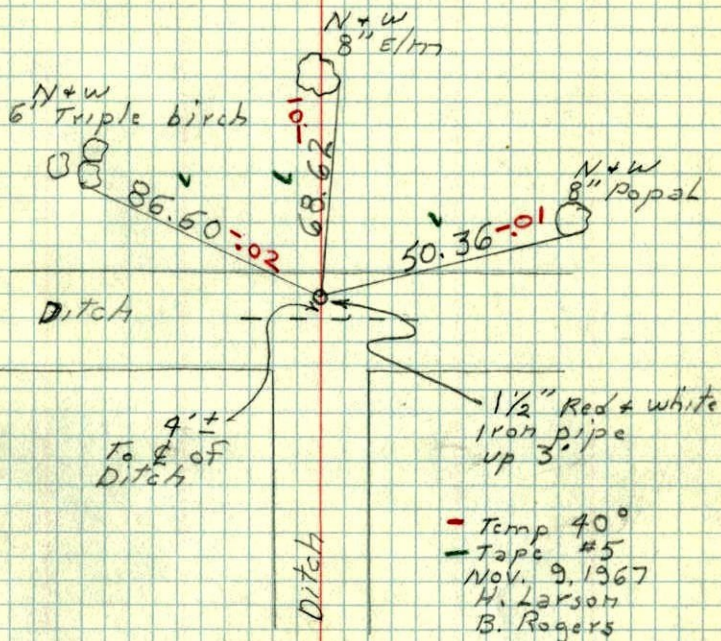 N & W
8" Elm
N & W
6" Triple birch
N & W
8" Popal
86.60 -.02
68.62 -.01
50.36 -.01
Ditch
4' ±
To ℄ of
Ditch
1 1/2" Red & white
Iron pipe
up 3"
Ditch
- Temp 40°
- Tape #5
Nov. 9, 1967
H. Larson
B. Rogers